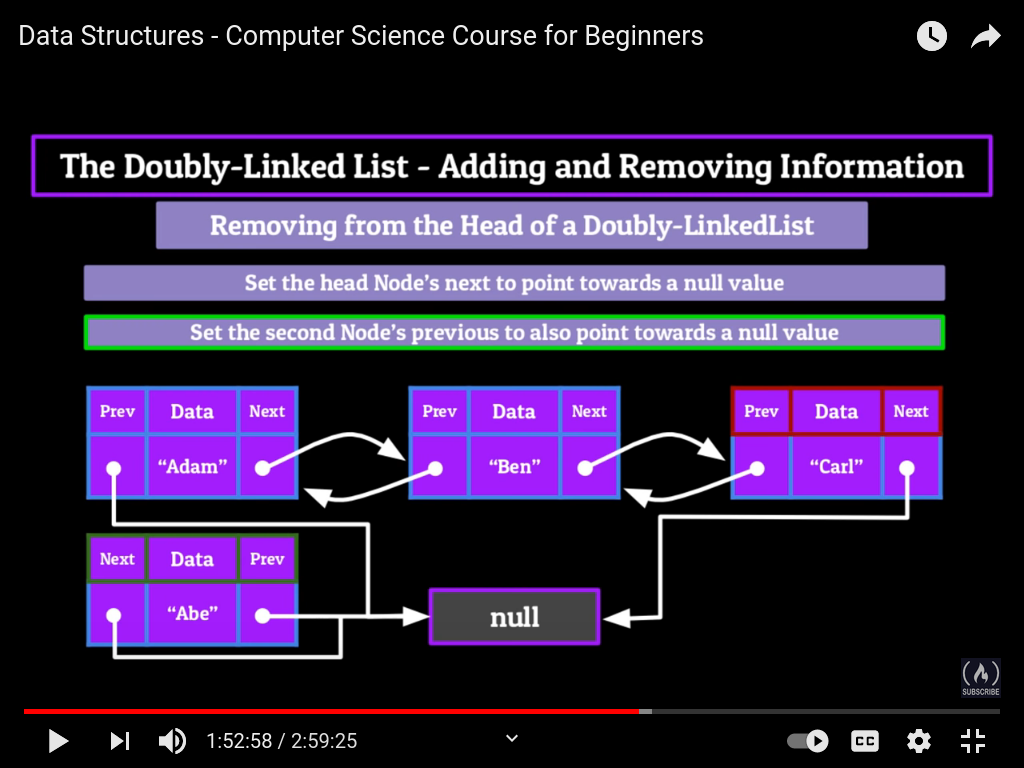 Data Structures - Computer Science Course for Beginners
The Doubly-Linked List - Adding and Removing Information
Removing from the Head of a Doubly-LinkedList
Set the head Node's next to point towards a null value
Set the second Node's previous to also point towards a null value
Prev Data Next
“Adam”
Prev Data Next
“Ben”
Prev Data Next
“Carl”
Next Data Prev
“Abe”
null
SUBSCRIBE
1:52:58 / 2:59:25
CC